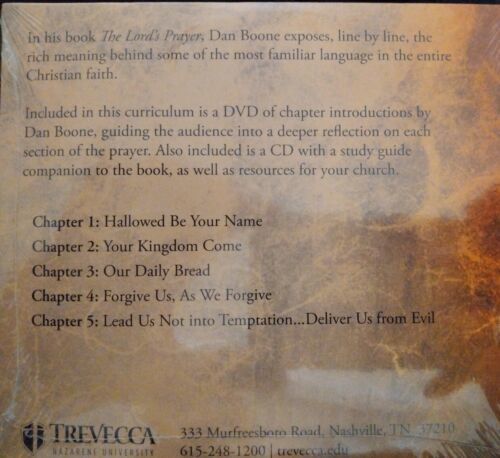 In his book The Lord's Prayer, Dan Boone exposes, line by line, the
rich meaning behind some of the most familiar language in the entire
Christian faith.
Included in this curriculum is a DVD of chapter introductions by
Dan Boone, guiding the audience into a deeper reflection on each
section of the prayer. Also included is a CD with a study guide
companion to the book, as well as resources for your church.
Chapter 1: Hallowed Be Your Name
Chapter 2: Your Kingdom Come
Chapter 3: Our Daily Bread
Chapter 4: Forgive Us, As We Forgive
Chapter 5: Lead Us Not into Temptation...Deliver Us from Evil
TREVECCA
NAZARENE UNIVERSITY
333 Murfreesboro Road, Nashville, TN 37210
615-248-1200 | trevecca.edu